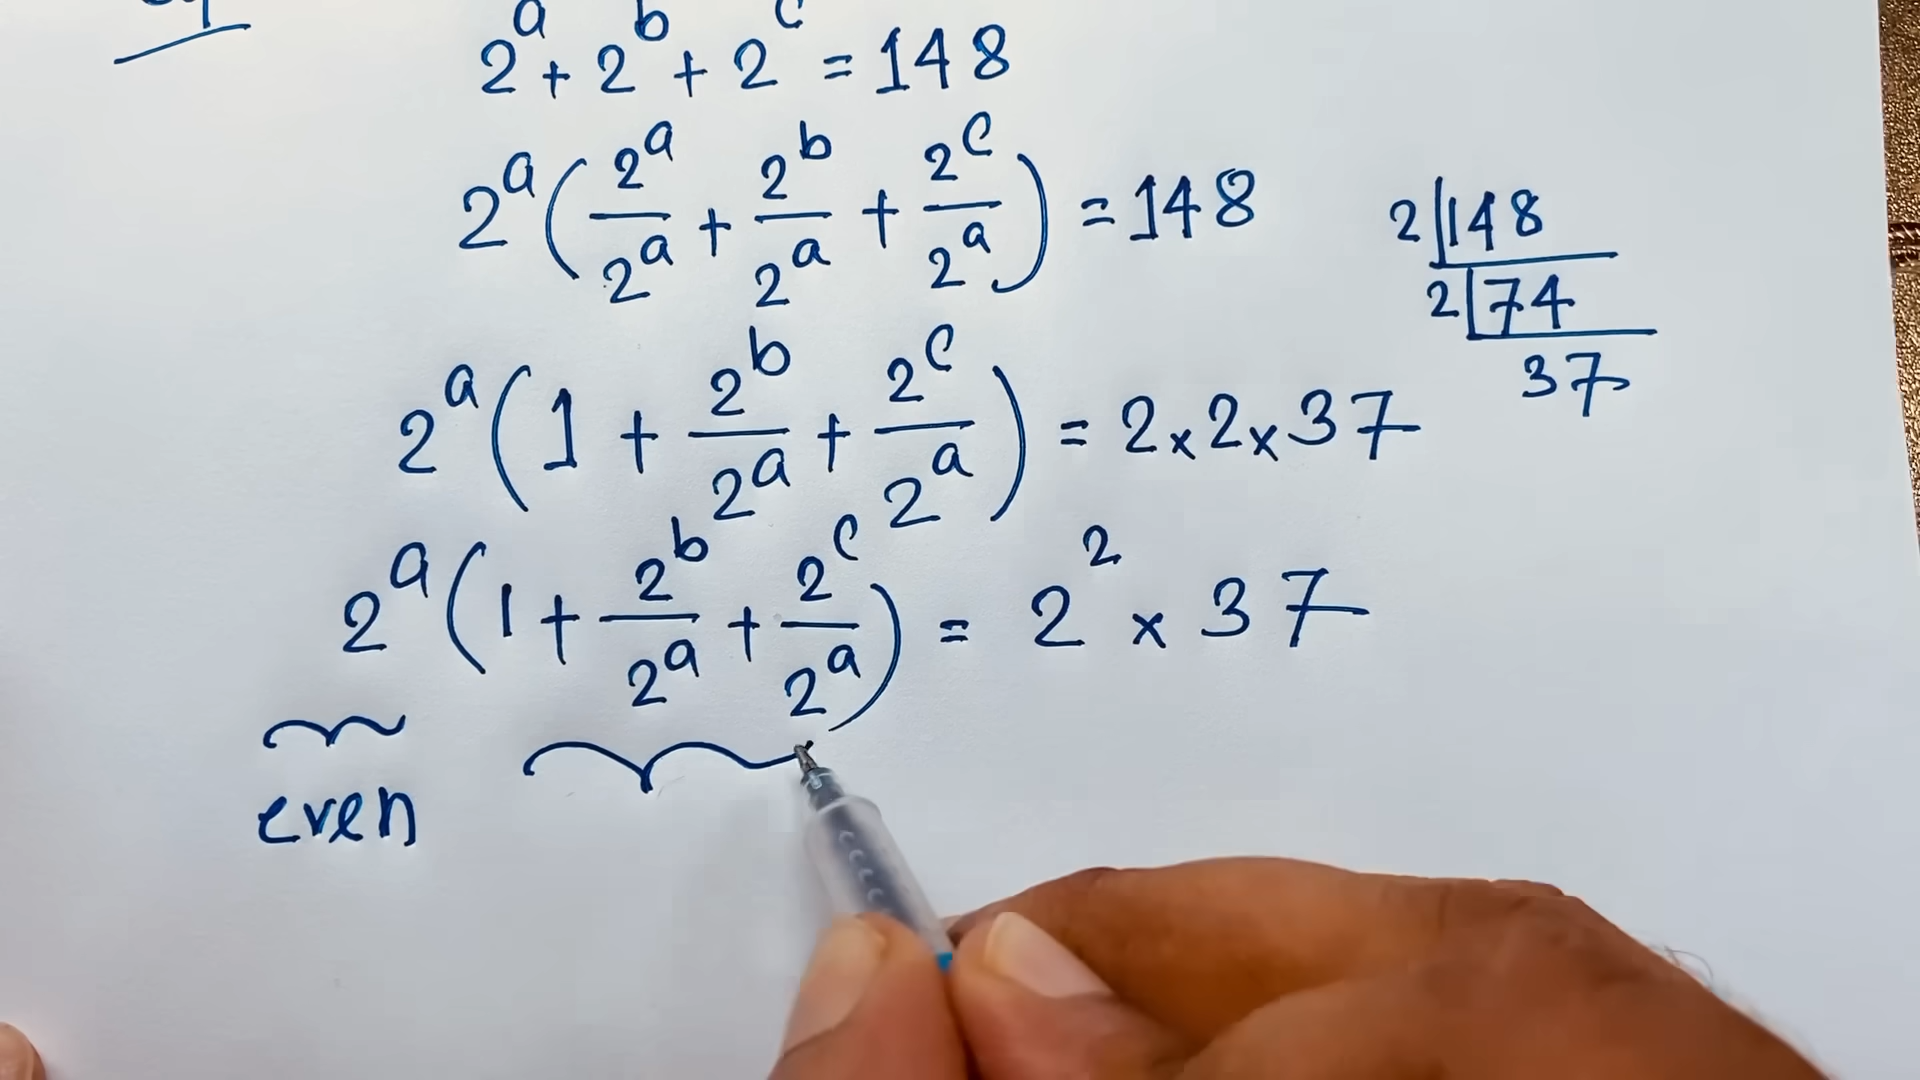 2^a + 2^b + 2^c = 148
2^a (2^a/2^a + 2^b/2^a + 2^c/2^a) = 148
2 | 148
2 | 74
37
2^a (1 + 2^b/2^a + 2^c/2^a) = 2 × 2 × 37
2^a (1 + 2^b/2^a + 2^c/2^a) = 2^2 × 37
even